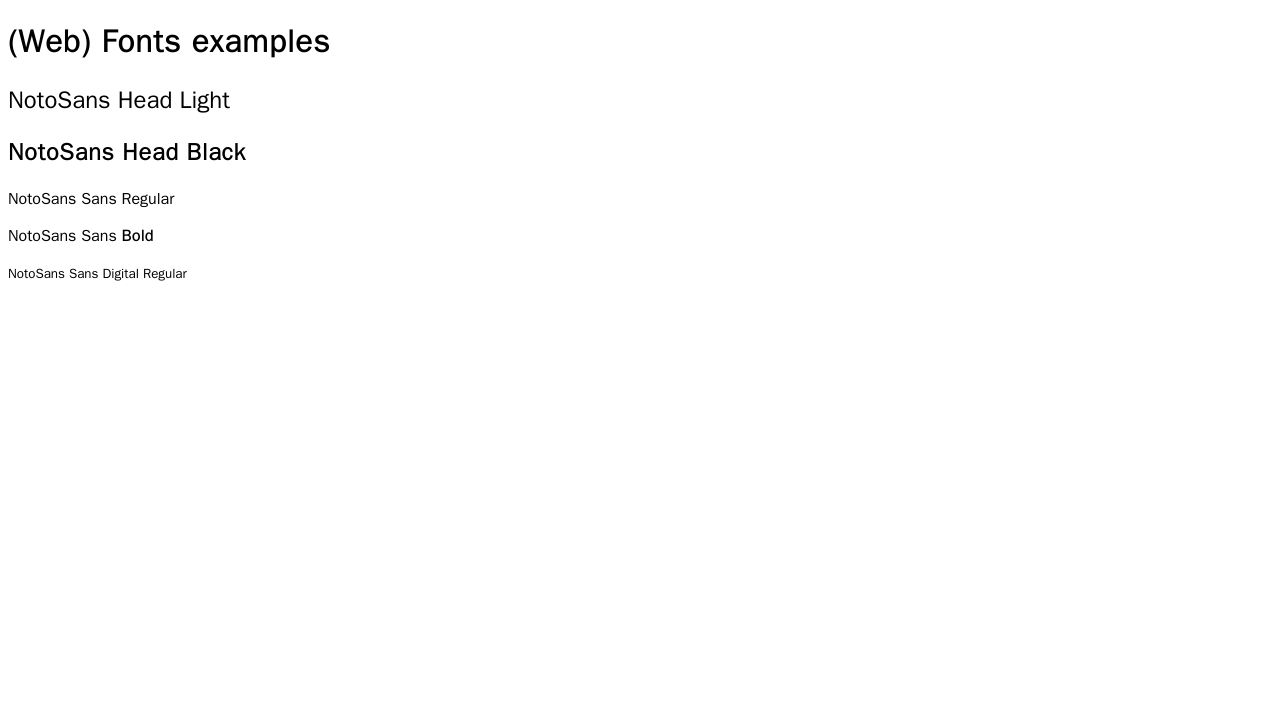 (Web) Fonts examples
NotoSans Head Light
NotoSans Head Black
NotoSans Sans Regular
NotoSans Sans Bold
NotoSans Sans Digital Regular